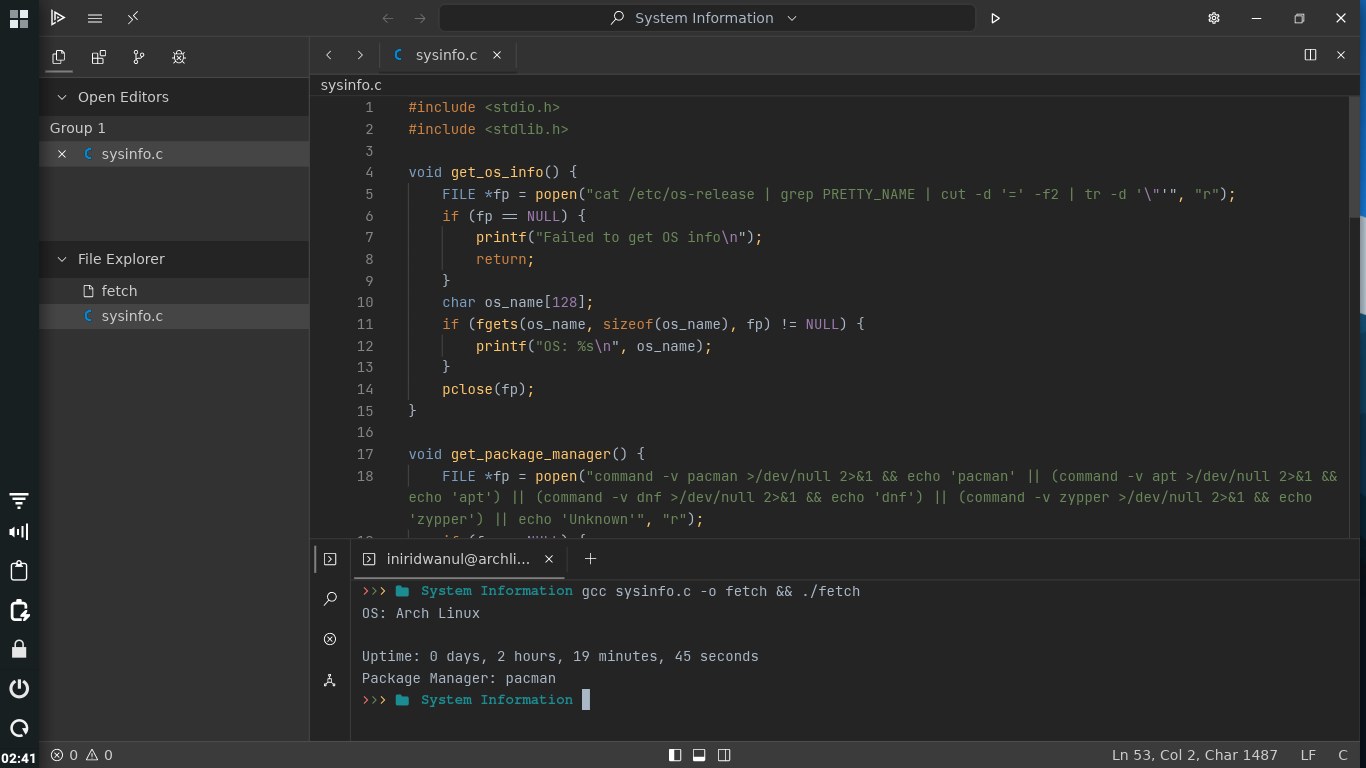 System Information
sysinfo.c
Open Editors
Group 1
sysinfo.c
File Explorer
fetch
sysinfo.c
sysinfo.c
1 #include <stdio.h>
2 #include <stdlib.h>
3
4 void get_os_info() {
5 FILE *fp = popen("cat /etc/os-release | grep PRETTY_NAME | cut -d '=' -f2 | tr -d '\"'", "r");
6 if (fp == NULL) {
7 printf("Failed to get OS info\n");
8 return;
9 }
10 char os_name[128];
11 if (fgets(os_name, sizeof(os_name), fp) != NULL) {
12 printf("OS: %s\n", os_name);
13 }
14 pclose(fp);
15 }
16
17 void get_package_manager() {
18 FILE *fp = popen("command -v pacman >/dev/null 2>&1 && echo 'pacman' || (command -v apt >/dev/null 2>&1 &&
echo 'apt') || (command -v dnf >/dev/null 2>&1 && echo 'dnf') || (command -v zypper >/dev/null 2>&1 && echo
'zypper') || echo 'Unknown'", "r");
iniridwanul@archli...
>>> System Information gcc sysinfo.c -o fetch && ./fetch
OS: Arch Linux
Uptime: 0 days, 2 hours, 19 minutes, 45 seconds
Package Manager: pacman
>>> System Information
02:41
0 0
Ln 53, Col 2, Char 1487 LF C